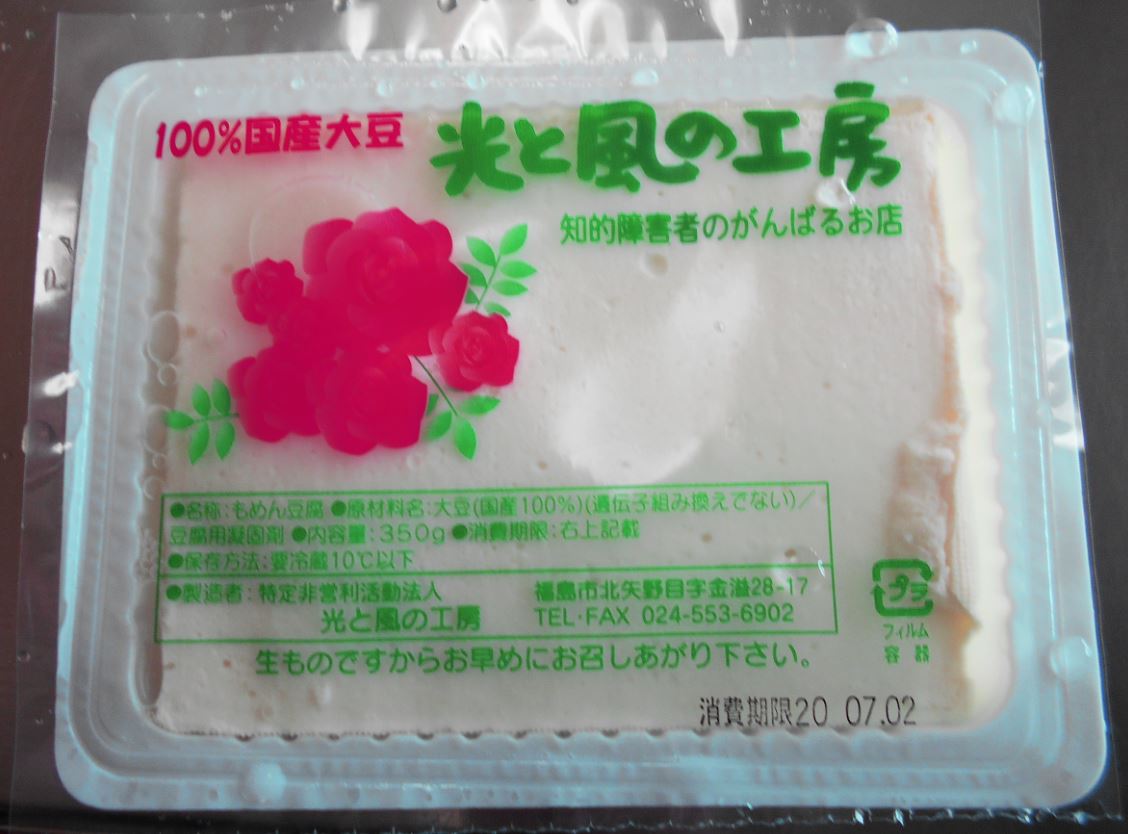 100%国産大豆
光と風の工房
知的障害者のがんばるお店
●名称:もめん豆腐 ●原材料名:大豆(国産100%)(遺伝子組み換えでない)／
豆腐用凝固剤 ●内容量:350g ●消費期限:右上記載
●保存方法:要冷蔵10℃以下
●製造者:特定非営利活動法人 福島市北矢野目字金溢28-17
光と風の工房 TEL・FAX 024-553-6902
生ものですからお早めにお召しあがり下さい。
プラ
フィルム
容器
消費期限20 07.02